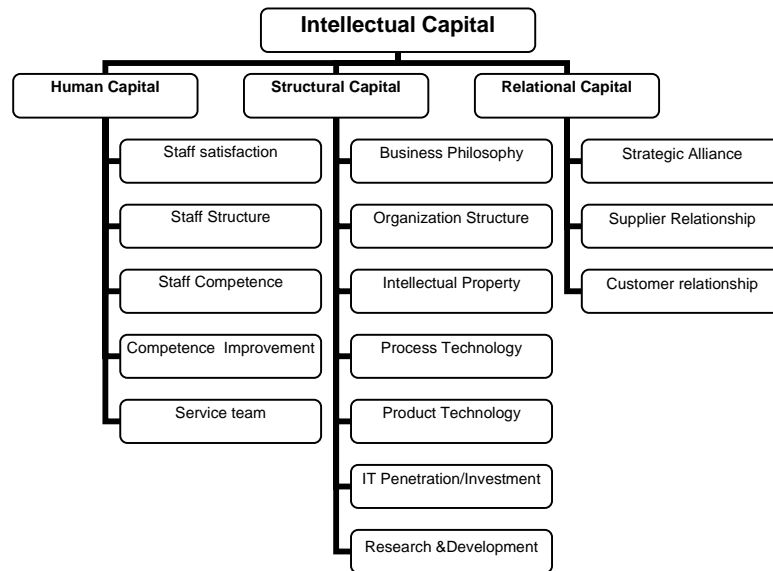 Intellectual Capital
Human Capital
Structural Capital
Relational Capital
Staff satisfaction
Staff Structure
Staff Competence
Competence  Improvement
Service team
Business Philosophy
Organization Structure
Intellectual Property
Process Technology
Product Technology
IT Penetration/Investment
Research &Development
Strategic Alliance
Supplier Relationship
Customer relationship